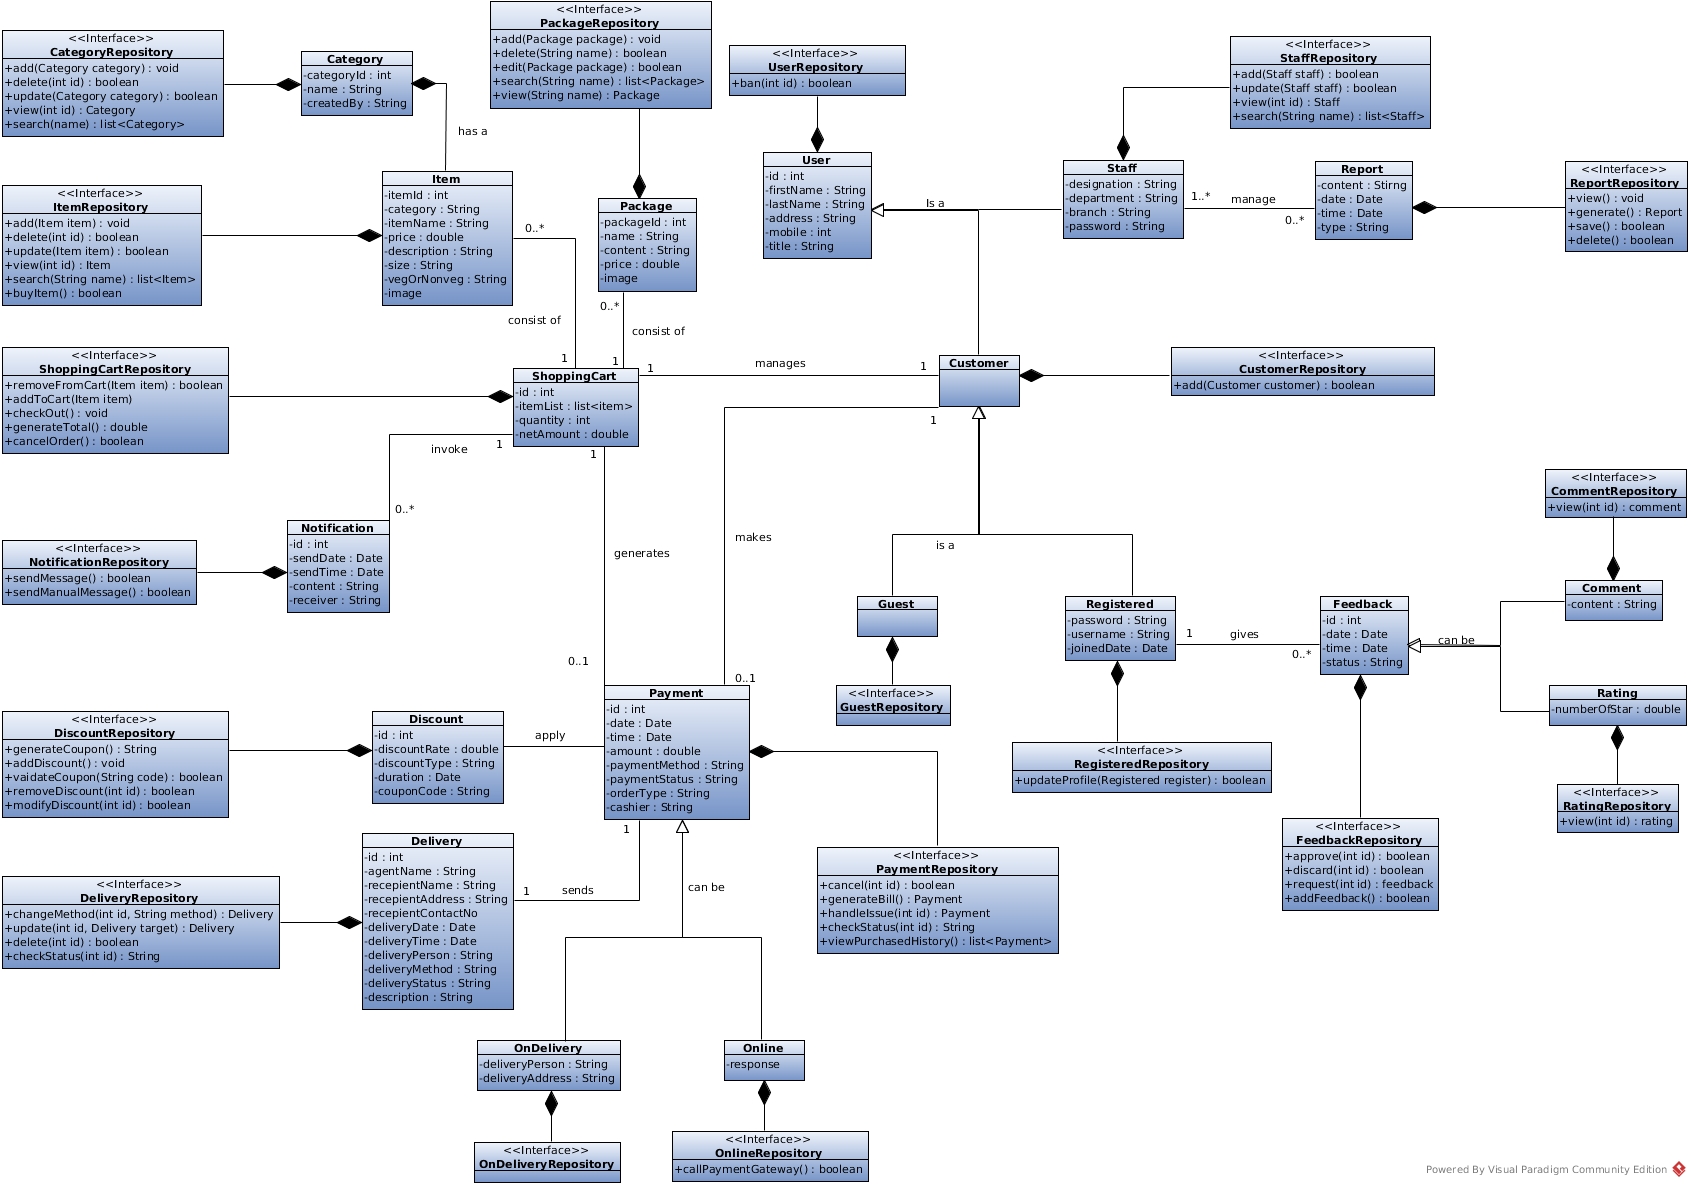 <<Interface>>
CategoryRepository
+add(Category category) : void
+delete(int id) : boolean
+update(Category category) : boolean
+view(int id) : Category
+search(name) : list<Category>
Category
-categoryId : int
-name : String
-createdBy : String
<<Interface>>
PackageRepository
+add(Package package) : void
+delete(String name) : boolean
+edit(Package package) : boolean
+search(String name) : list<Package>
+view(String name) : Package
<<Interface>>
UserRepository
+ban(int id) : boolean
<<Interface>>
StaffRepository
+add(Staff staff) : boolean
+update(Staff staff) : boolean
+view(int id) : Staff
+search(String name) : list<Staff>
has a
<<Interface>>
ItemRepository
+add(Item item) : void
+delete(int id) : boolean
+update(Item item) : boolean
+view(int id) : Item
+search(String name) : list<Item>
+buyItem() : boolean
Item
-itemId : int
-category : String
-itemName : String
-price : double
-description : String
-size : String
-vegOrNonveg : String
-image
0..*
Package
-packageId : int
-name : String
-content : String
-price : double
-image
0..*
User
-id : int
-firstName : String
-lastName : String
-address : String
-mobile : int
-title : String
Is a
Staff
-designation : String
-department : String
-branch : String
-password : String
1..*
manage
0..*
Report
-content : Stirng
-date : Date
-time : Date
-type : String
<<Interface>>
ReportRepository
+view() : void
+generate() : Report
+save() : boolean
+delete() : boolean
consist of
consist of
1
1
<<Interface>>
ShoppingCartRepository
+removeFromCart(Item item) : boolean
+addToCart(Item item)
+checkOut() : void
+generateTotal() : double
+cancelOrder() : boolean
ShoppingCart
-id : int
-itemList : list<item>
-quantity : int
-netAmount : double
1
manages
1
Customer
<<Interface>>
CustomerRepository
+add(Customer customer) : boolean
1
invoke
1
1
0..*
<<Interface>>
NotificationRepository
+sendMessage() : boolean
+sendManualMessage() : boolean
Notification
-id : int
-sendDate : Date
-sendTime : Date
-content : String
-receiver : String
generates
makes
is a
<<Interface>>
CommentRepository
+view(int id) : comment
Comment
-content : String
Guest
<<Interface>>
GuestRepository
Registered
-password : String
-username : String
-joinedDate : Date
1
gives
0..*
Feedback
-id : int
-date : Date
-time : Date
-status : String
can be
Rating
-numberOfStar : double
<<Interface>>
RatingRepository
+view(int id) : rating
<<Interface>>
RegisteredRepository
+updateProfile(Registered register) : boolean
<<Interface>>
FeedbackRepository
+approve(int id) : boolean
+discard(int id) : boolean
+request(int id) : feedback
+addFeedback() : boolean
0..1
0..1
<<Interface>>
DiscountRepository
+generateCoupon() : String
+addDiscount() : void
+vaidateCoupon(String code) : boolean
+removeDiscount(int id) : boolean
+modifyDiscount(int id) : boolean
Discount
-id : int
-discountRate : double
-discountType : String
-duration : Date
-couponCode : String
apply
Payment
-id : int
-date : Date
-time : Date
-amount : double
-paymentMethod : String
-paymentStatus : String
-orderType : String
-cashier : String
1
<<Interface>>
DeliveryRepository
+changeMethod(int id, String method) : Delivery
+update(int id, Delivery target) : Delivery
+delete(int id) : boolean
+checkStatus(int id) : String
Delivery
-id : int
-agentName : String
-recepientName : String
-recepientAddress : String
-recepientContactNo
-deliveryDate : Date
-deliveryTime : Date
-deliveryPerson : String
-deliveryMethod : String
-deliveryStatus : String
-description : String
1
sends
can be
<<Interface>>
PaymentRepository
+cancel(int id) : boolean
+generateBill() : Payment
+handleIssue(int id) : Payment
+checkStatus(int id) : String
+viewPurchasedHistory() : list<Payment>
OnDelivery
-deliveryPerson : String
-deliveryAddress : String
<<Interface>>
OnDeliveryRepository
Online
-response
<<Interface>>
OnlineRepository
+callPaymentGateway() : boolean
Powered By Visual Paradigm Community Edition